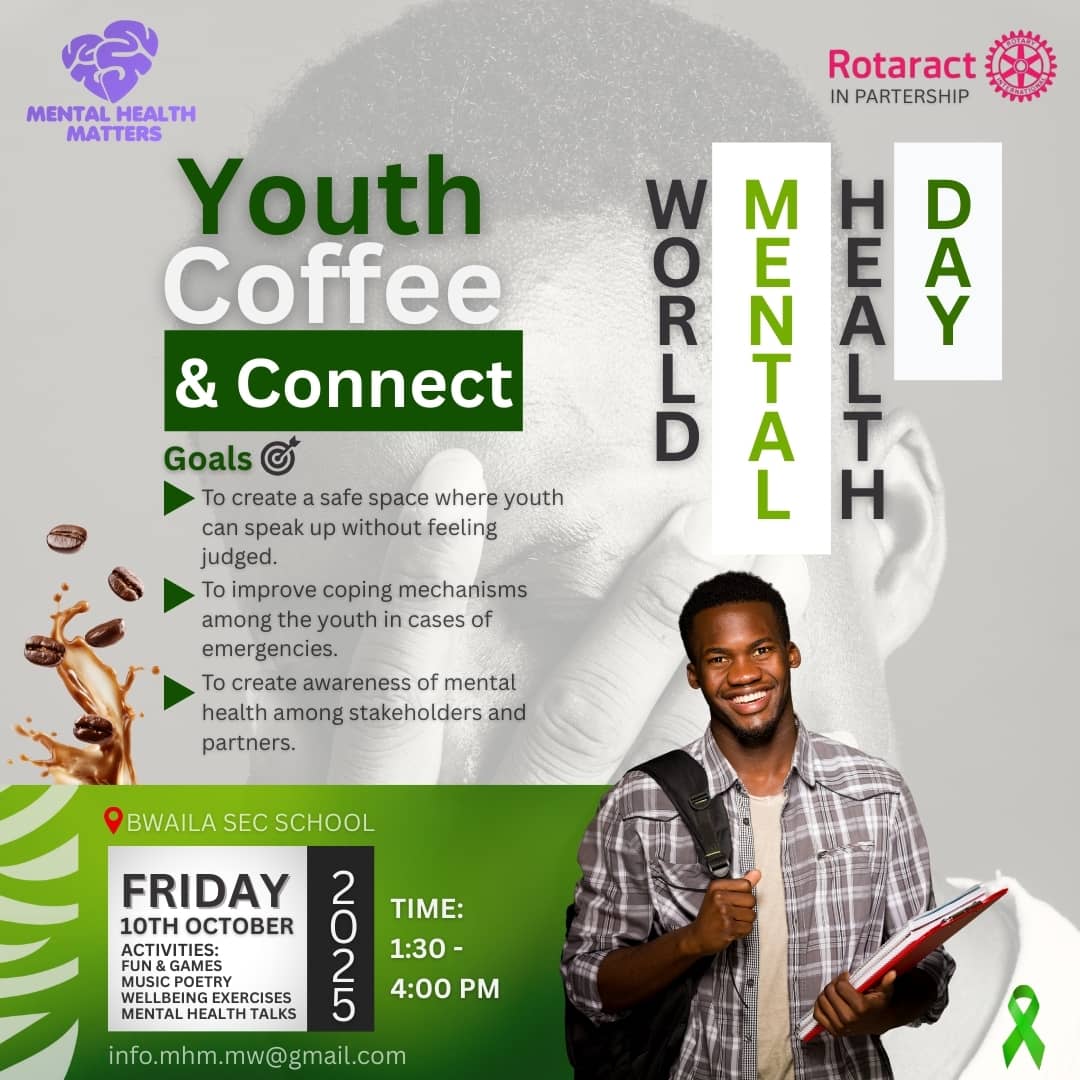 MENTAL HEALTH
MATTERS
Rotaract
IN PARTERSHIP
ROTARY
INTERNATIONAL
Youth
Coffee
& Connect
WORLD
MENTAL
HEALTH
DAY
Goals
To create a safe space where youth
can speak up without feeling
judged.
To improve coping mechanisms
among the youth in cases of
emergencies.
To create awareness of mental
health among stakeholders and
partners.
BWAILA SEC SCHOOL
FRIDAY
10TH OCTOBER
ACTIVITIES:
FUN & GAMES
MUSIC POETRY
WELLBEING EXERCISES
MENTAL HEALTH TALKS
2025
TIME:
1:30 -
4:00 PM
info.mhm.mw@gmail.com